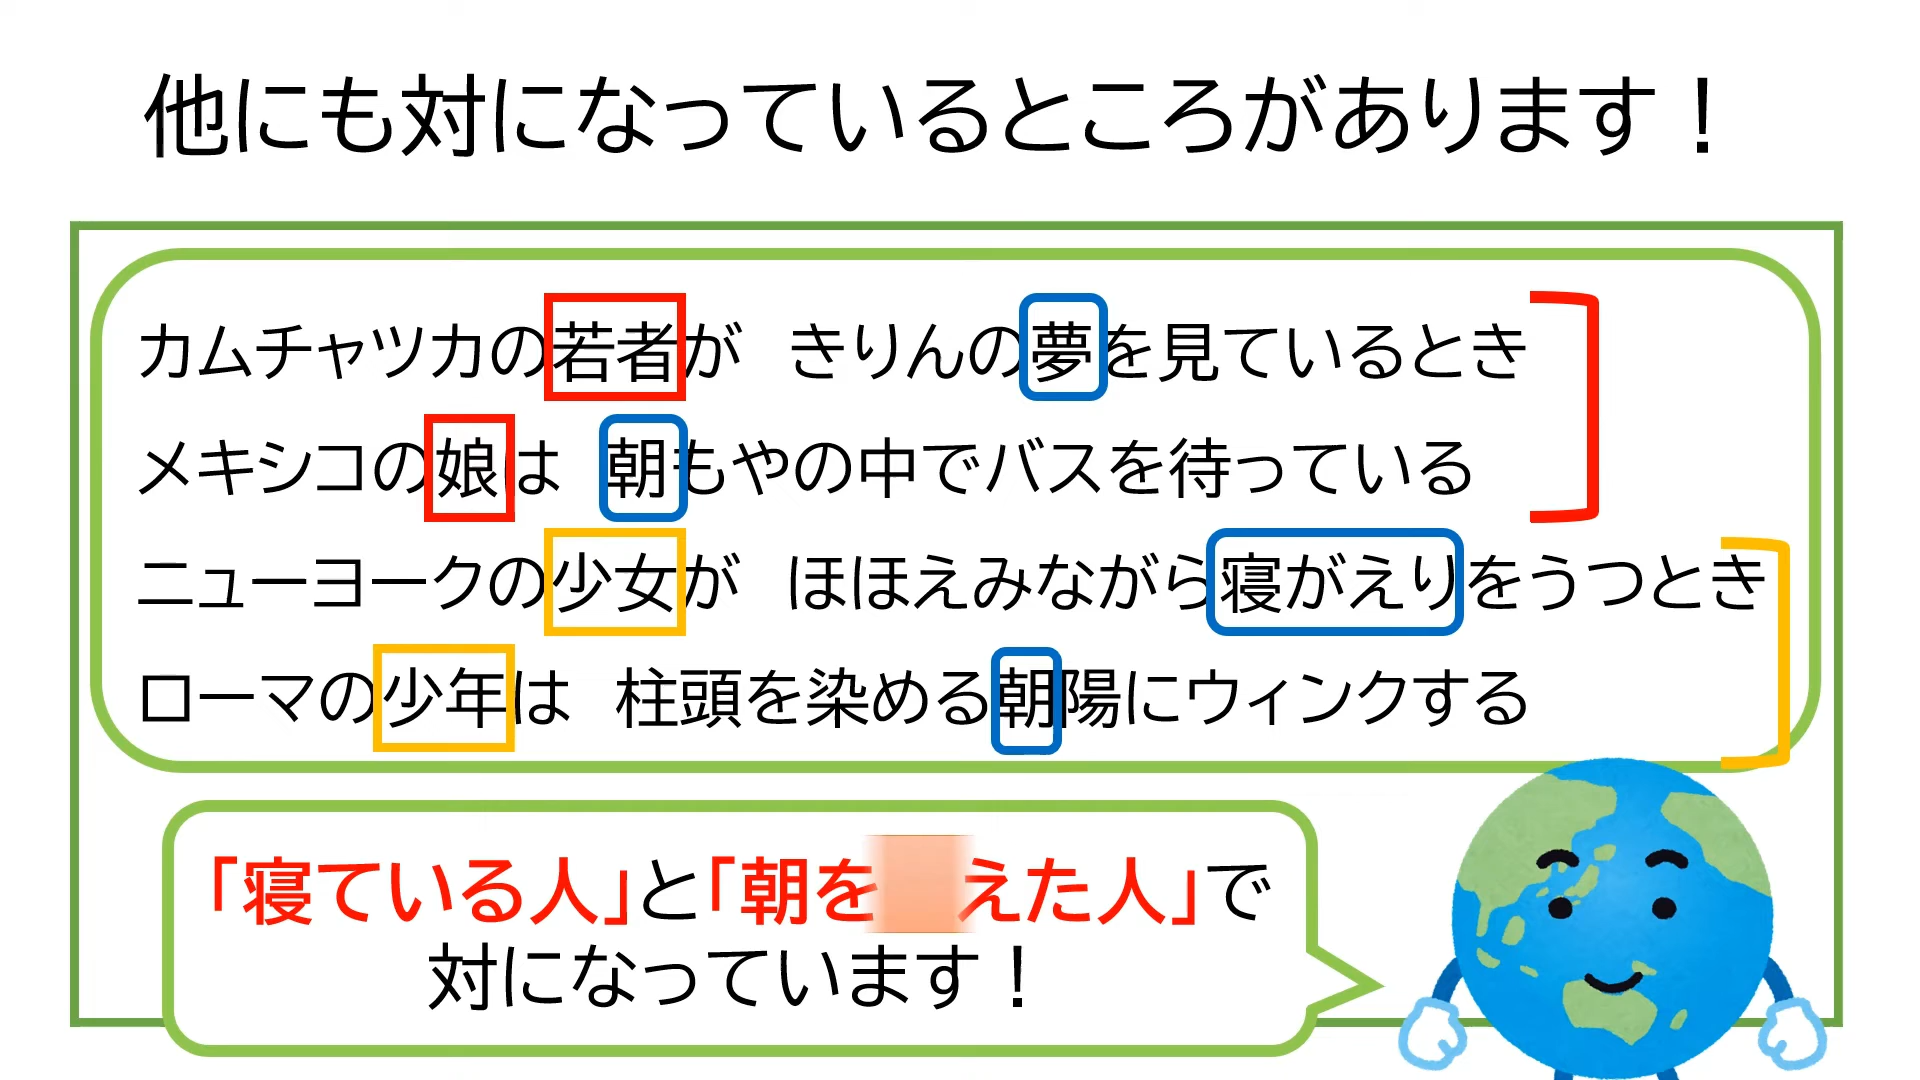 他にも対になっているところがあります！
カムチャツカの若者が　きりんの夢を見ているとき
メキシコの娘は　朝もやの中でバスを待っている
ニューヨークの少女が　ほほえみながら寝がえりをうつとき
ローマの少年は　柱頭を染める朝陽にウィンクする
「寝ている人」と「朝を えた人」で
対になっています！